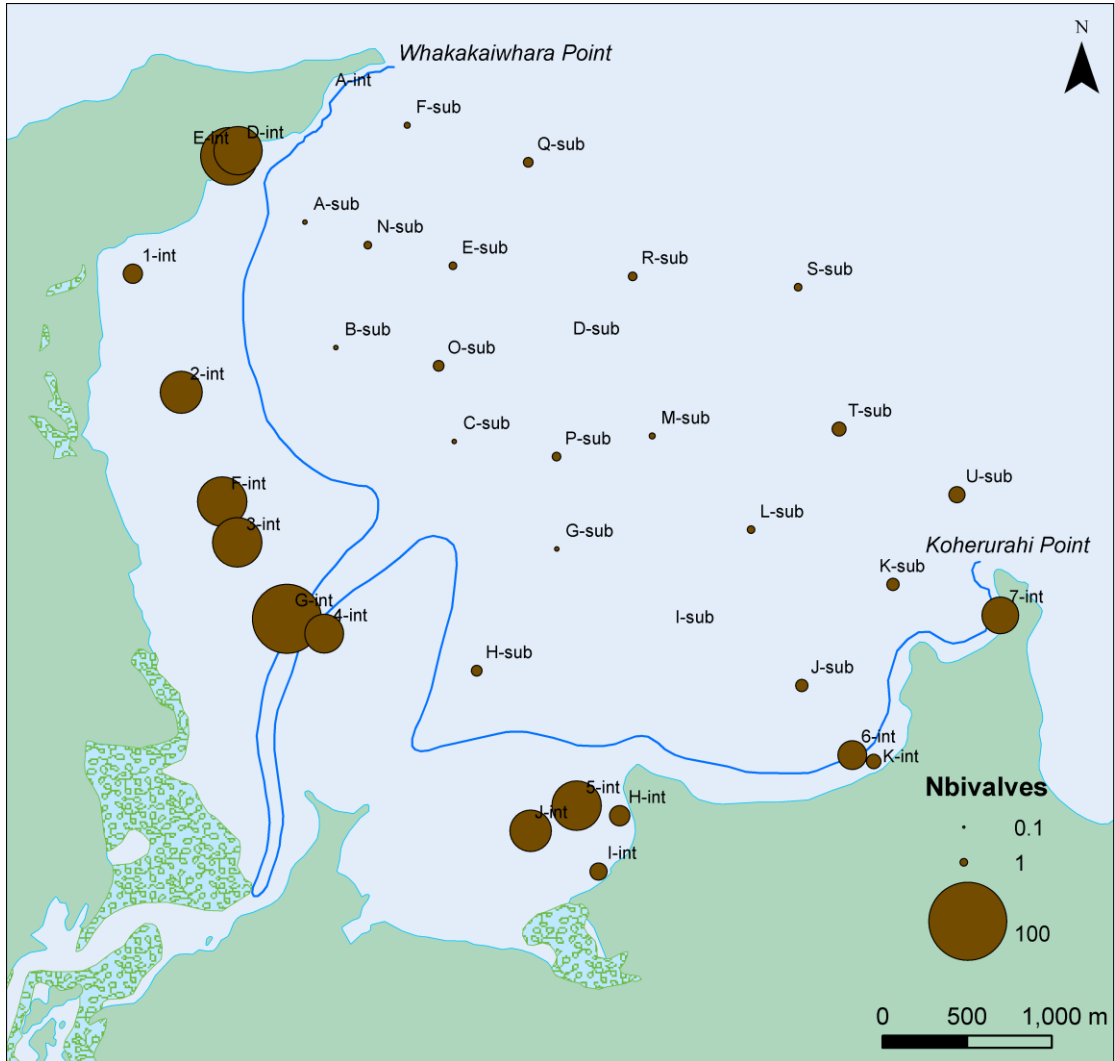 N
Whakakaiwhara Point
A-int
F-sub
E-int
D-int
Q-sub
A-sub
N-sub
E-sub
1-int
R-sub
S-sub
B-sub
D-sub
O-sub
2-int
T-sub
C-sub
M-sub
P-sub
F-int
U-sub
3-int
L-sub
G-sub
Koherurahi Point
K-sub
G-int
7-int
4-int
I-sub
H-sub
J-sub
6-int
K-int
Nbivalves
5-int
H-int
J-int
0.1
I-int
1
100
0 500 1,000 m